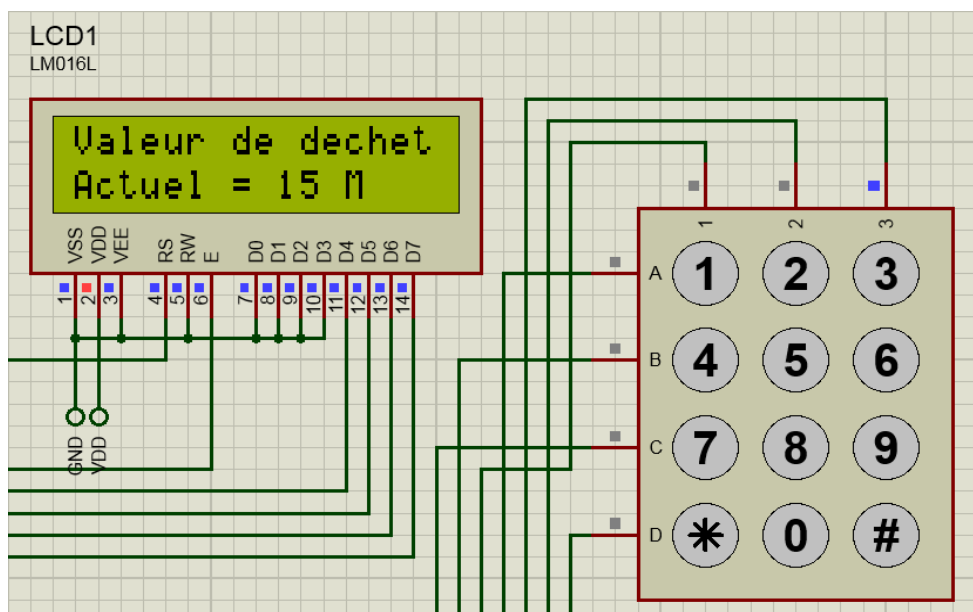 LCD1
LM016L
Valeur de dechet
Actuel = 15 M
VSS VDD VEE RS RW E D0 D1 D2 D3 D4 D5 D6 D7
1 2 3 4 5 6 7 8 9 10 11 12 13 14
GND VDD
1 2 3
A 1 2 3
B 4 5 6
C 7 8 9
D * 0 #